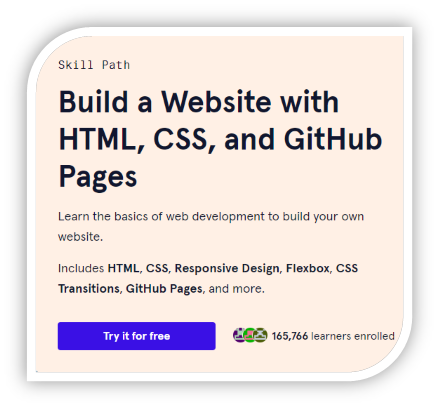 Skill Path
Build a Website with
HTML, CSS, and GitHub
Pages
Learn the basics of web development to build your own
website.
Includes HTML, CSS, Responsive Design, Flexbox, CSS
Transitions, GitHub Pages, and more.
Try it for free
165,766 learners enrolled